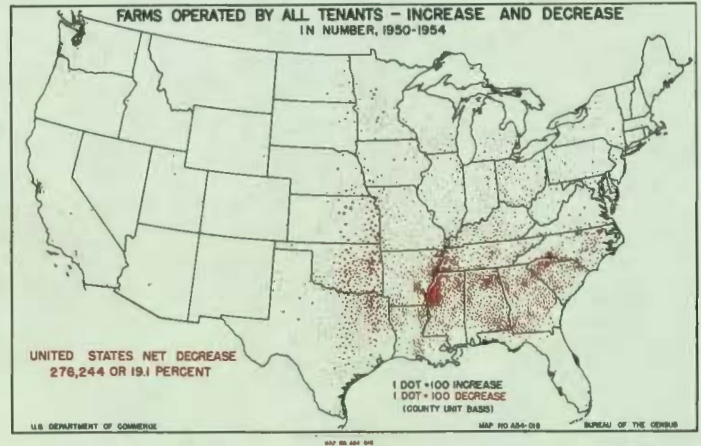 FARMS OPERATED BY ALL TENANTS - INCREASE AND DECREASE
IN NUMBER, 1950-1954
UNITED STATES NET DECREASE
276,244 OR 19.1 PERCENT
1 DOT = 100 INCREASE
1 DOT = 100 DECREASE
(COUNTY UNIT BASIS)
U.S. DEPARTMENT OF COMMERCE
MAP NO. A54-018
BUREAU OF THE CENSUS